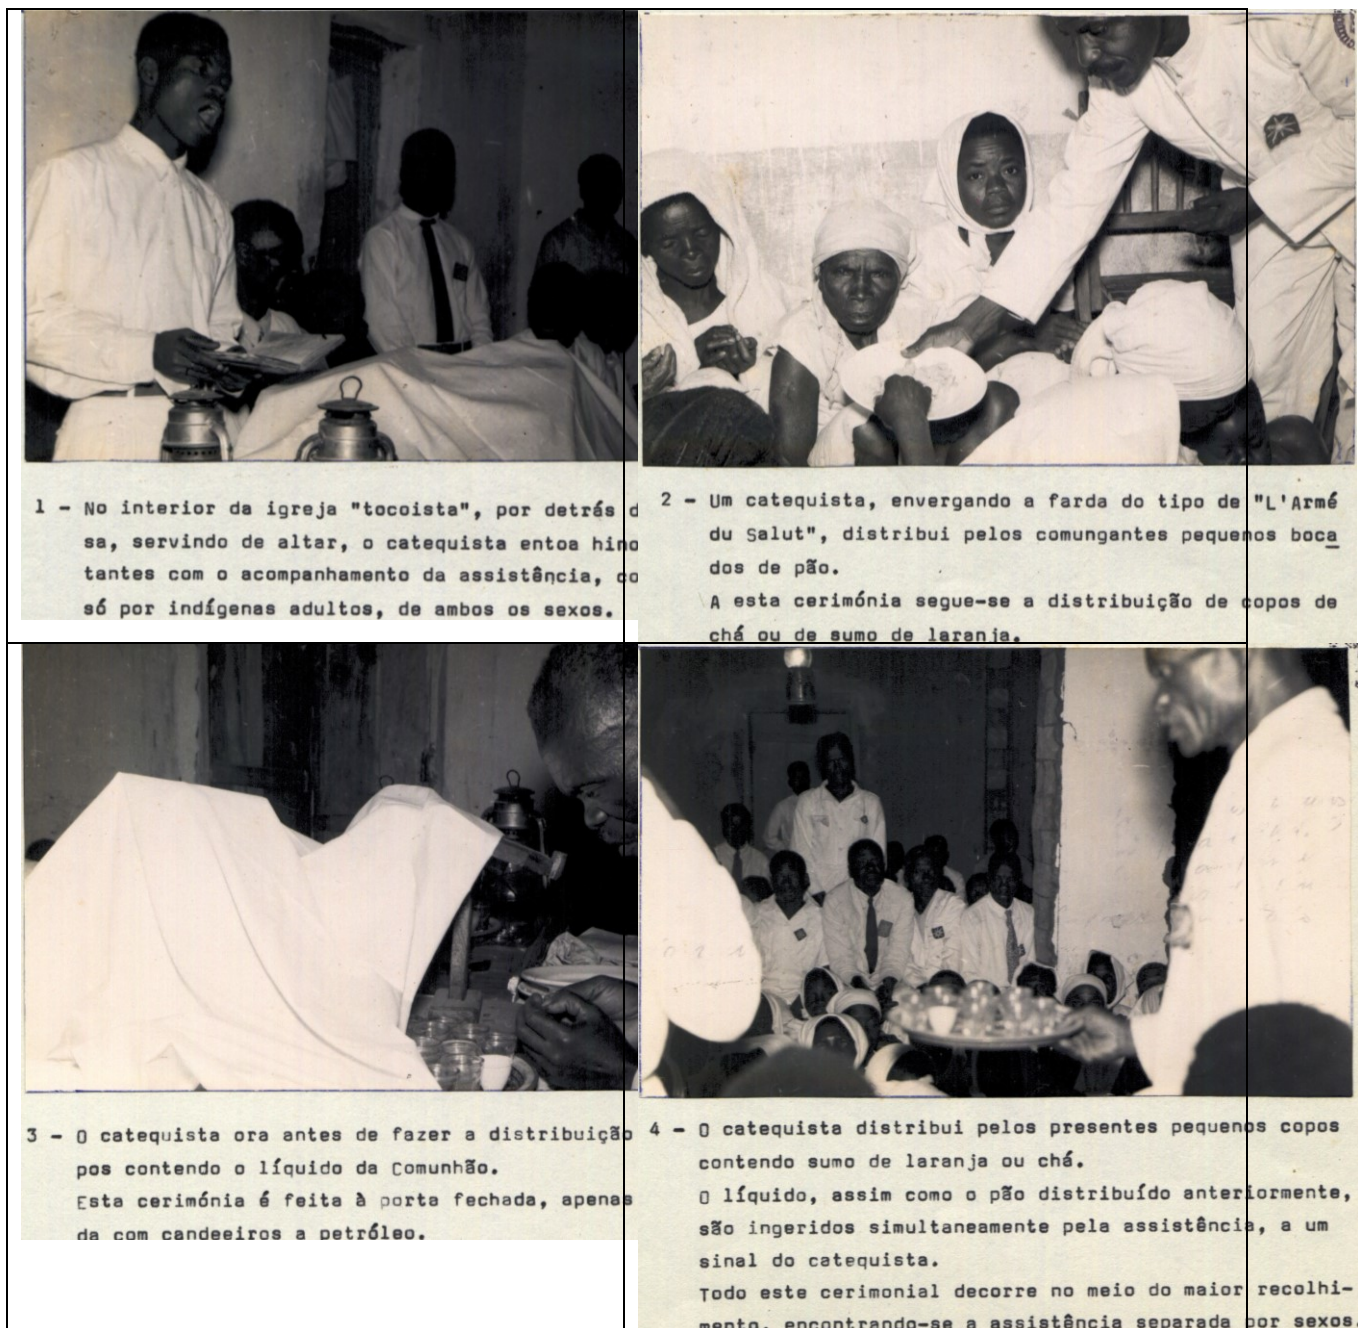 1 - No interior da igreja "tocoista", por detrás d
sa, servindo de altar, o catequista entoa hino
tantes com o acompanhamento da assistência, co
só por indígenas adultos, de ambos os sexos.
2 - Um catequista, envergando a farda do tipo de "L'Armé
du Salut", distribui pelos comungantes pequenos boca
dos de pão.
A esta cerimónia segue-se a distribuição de copos de
chá ou de sumo de laranja.
3 - O catequista ora antes de fazer a distribuição
pos contendo o líquido da Comunhão.
Esta cerimónia é feita à porta fechada, apenas
da com candeeiros a petróleo.
4 - O catequista distribui pelos presentes pequenos copos
contendo sumo de laranja ou chá.
O líquido, assim como o pão distribuído anteriormente,
são ingeridos simultaneamente pela assistência, a um
sinal do catequista.
Todo este cerimonial decorre no meio do maior recolhi-
mento, encontrando-se a assistência separada por sexos.